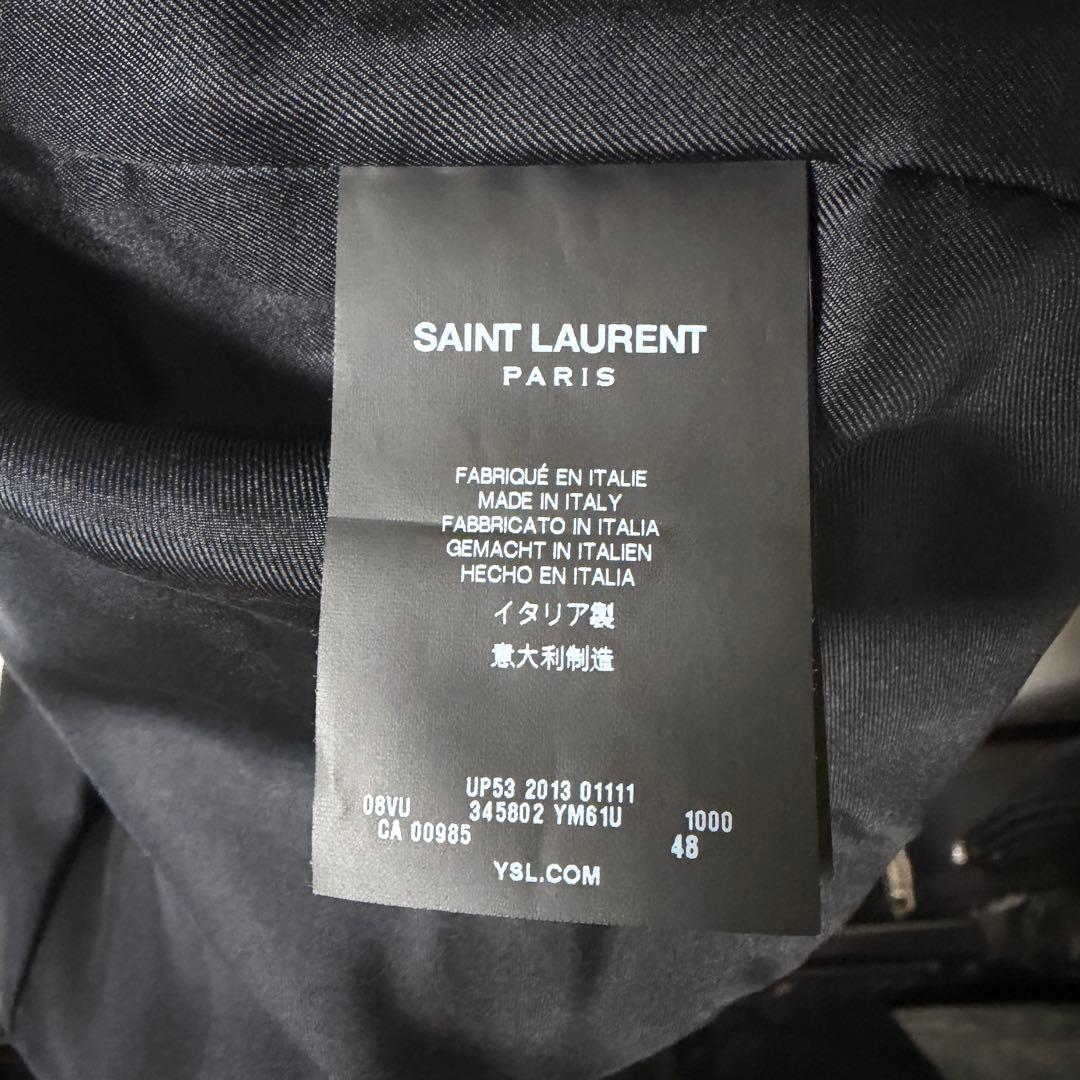 SAINT LAURENT
PARIS
FABRIQUÉ EN ITALIE
MADE IN ITALY
FABBRICATO IN ITALIA
GEMACHT IN ITALIEN
HECHO EN ITALIA
イタリア製
意大利制造
UP53 2013 01111
08VU 345802 YM61U 1000
CA 00985 48
YSL.COM